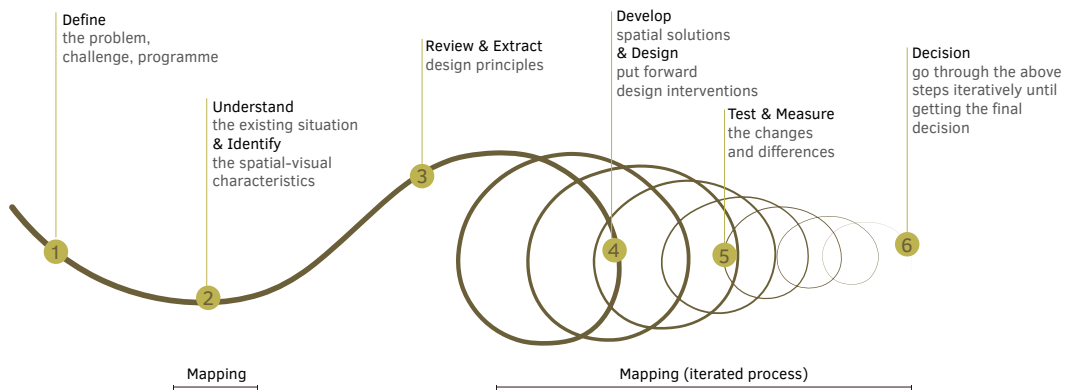 Define
the problem,
challenge, programme
Understand
the existing situation
& Identify
the spatial-visual
characteristics
Review & Extract
design principles
Develop
spatial solutions
& Design
put forward
design interventions
Test & Measure
the changes
and differences
Decision
go through the above
steps iteratively until
getting the final
decision
1
2
3
4
5
6
Mapping
Mapping (iterated process)